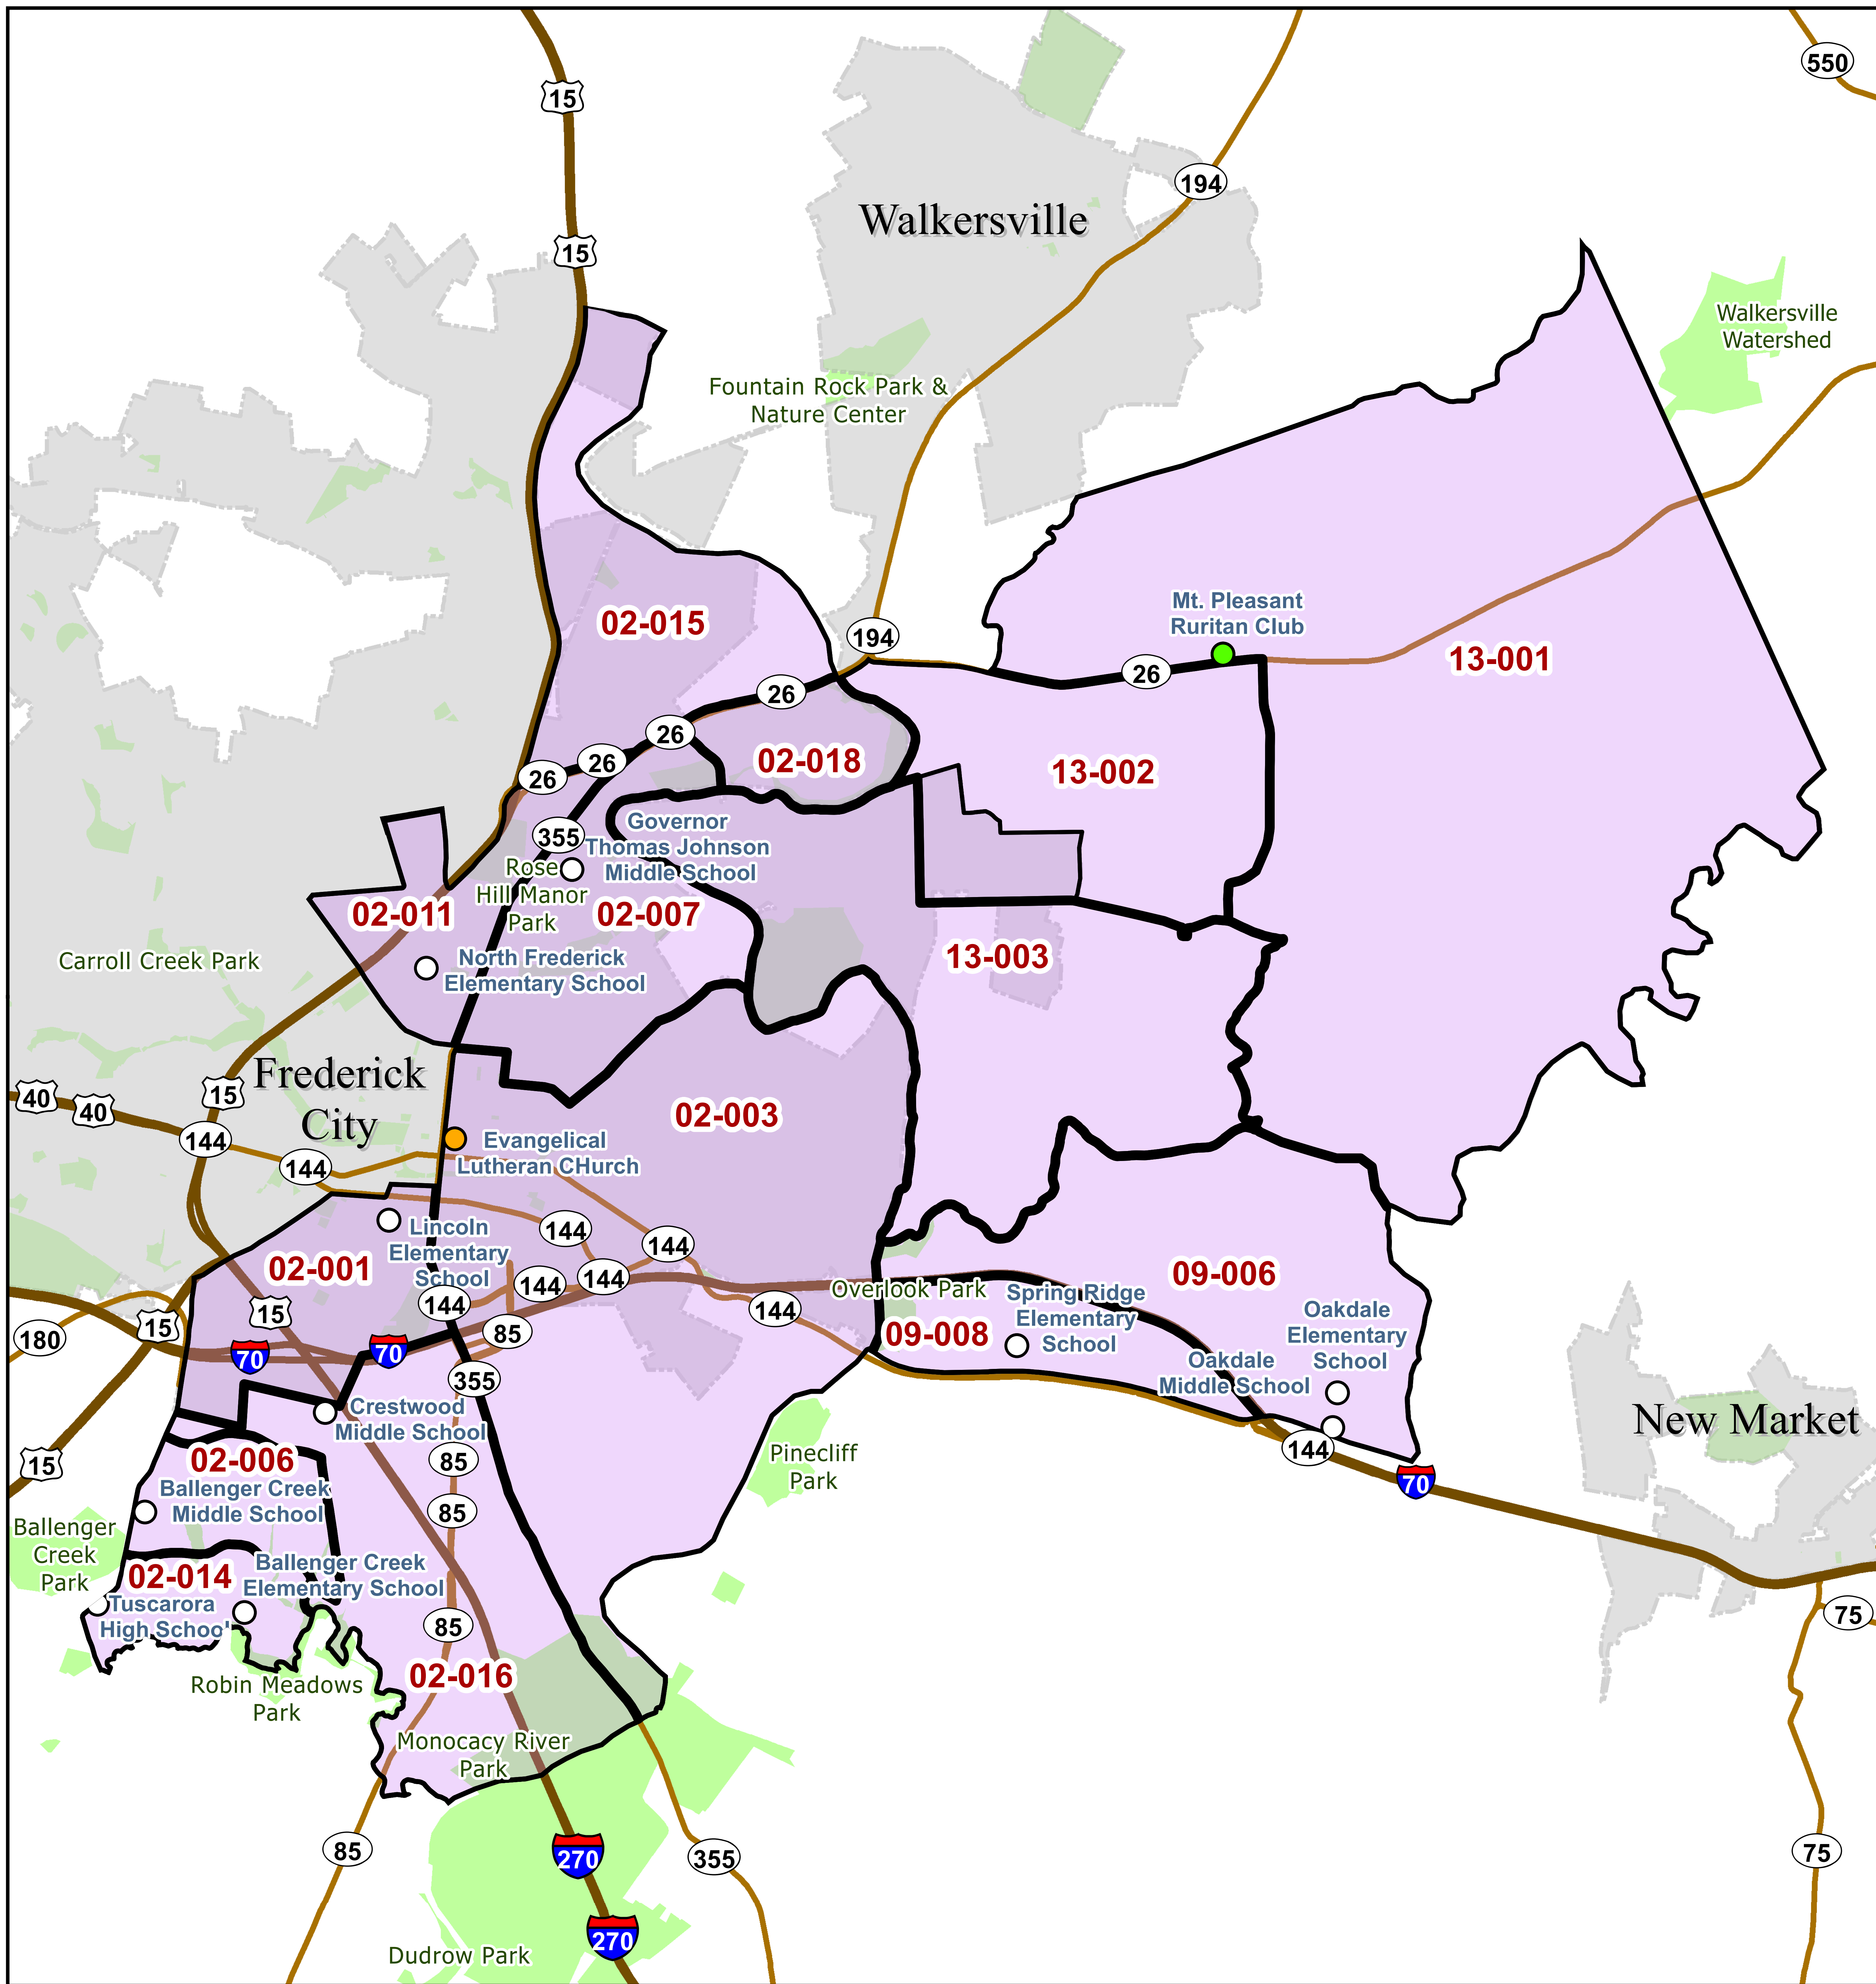 550
15
194
Walkersville
15
Walkersville
Watershed
Fountain Rock Park &
Nature Center
Mt. Pleasant
Ruritan Club
02-015
194
13-001
26
26
26
02-018
13-002
26
26
355
Governor
Thomas Johnson
Middle School
Rose
Hill Manor
Park
02-011
02-007
13-003
Carroll Creek Park
North Frederick
Elementary School
Frederick
City
40
40
15
144
144
02-003
Evangelical
Lutheran CHurch
Lincoln
Elementary
School
144
144
02-001
09-006
144
144
144
144
Overlook Park
Spring Ridge
Elementary
School
Oakdale
Elementary
School
15
15
180
70
70
85
09-008
Oakdale
Middle School
355
Crestwood
Middle School
New Market
144
70
15
02-006
85
Pinecliff
Park
Ballenger Creek
Middle School
85
Ballenger
Creek
Park
02-014
Ballenger Creek
Elementary School
Tuscarora
High School
85
75
02-016
Robin Meadows
Park
Monocacy River
Park
85
270
355
75
270
Dudrow Park